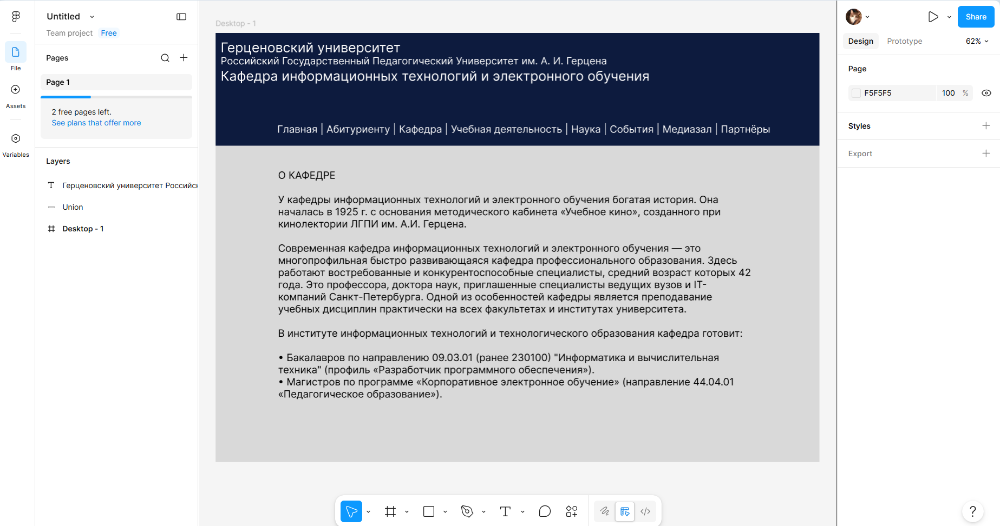 Untitled
Team project Free
File
Assets
Variables
Pages
Page 1
2 free pages left.
See plans that offer more
Layers
Герценовский университет Российск
Union
Desktop - 1
Desktop - 1
Герценовский университет
Российский Государственный Педагогический Университет им. А. И. Герцена
Кафедра информационных технологий и электронного обучения
Главная | Абитуриенту | Кафедра | Учебная деятельность | Наука | События | Медиазал | Партнёры
О КАФЕДРЕ
У кафедры информационных технологий и электронного обучения богатая история. Она
началась в 1925 г. с основания методического кабинета «Учебное кино», созданного при
кинолектории ЛГПИ им. А.И. Герцена.
Современная кафедра информационных технологий и электронного обучения — это
многопрофильная быстро развивающаяся кафедра профессионального образования. Здесь
работают востребованные и конкурентоспособные специалисты, средний возраст которых 42
года. Это профессора, доктора наук, приглашенные специалисты ведущих вузов и IT-
компаний Санкт-Петербурга. Одной из особенностей кафедры является преподавание
учебных дисциплин практически на всех факультетах и институтах университета.
В институте информационных технологий и технологического образования кафедра готовит:
• Бакалавров по направлению 09.03.01 (ранее 230100) "Информатика и вычислительная
техника" (профиль «Разработчик программного обеспечения»).
• Магистров по программе «Корпоративное электронное обучение» (направление 44.04.01
«Педагогическое образование»).
Share
Design Prototype 62%
Page
F5F5F5 100 %
Styles
Export
?